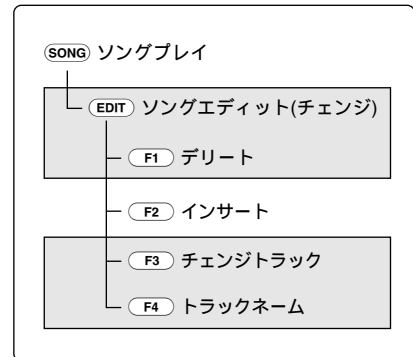 SONG ソングプレイ
EDIT ソングエディット(チェンジ)
F1 デリート
F2 インサート
F3 チェンジトラック
F4 トラックネーム